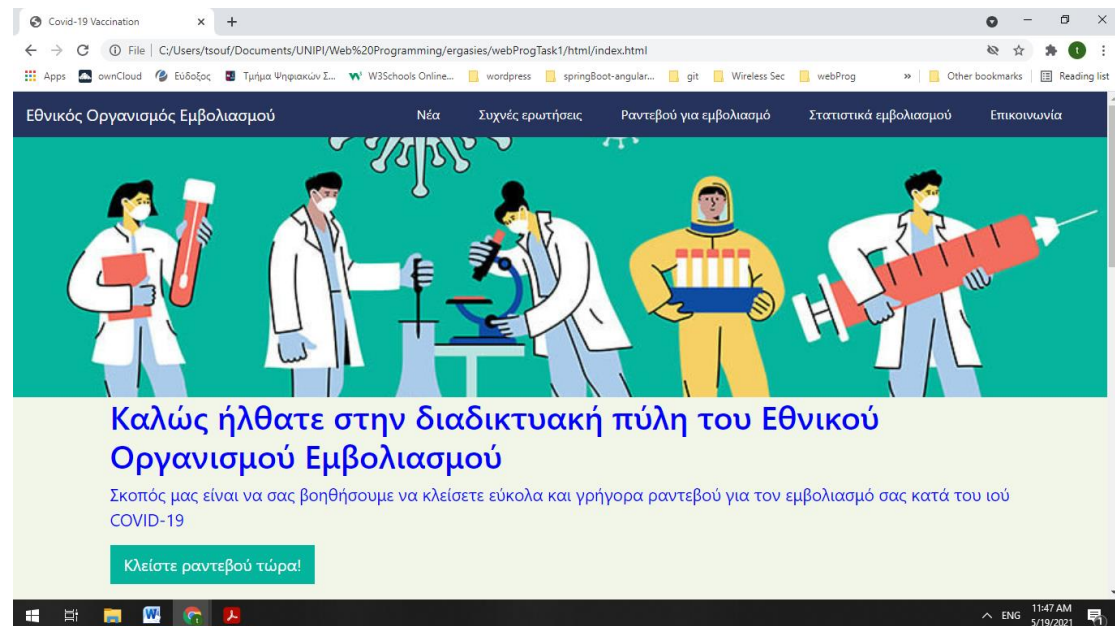 Covid-19 Vaccination
File | C:/Users/tsouf/Documents/UNIPI/Web%20Programming/ergasies/webProgTask1/html/index.html
Apps ownCloud Εύδοξος Τμήμα Ψηφιακών Σ... W3Schools Online... wordpress springBoot-angular... git Wireless Sec webProg » Other bookmarks Reading list
Εθνικός Οργανισμός Εμβολιασμού Νέα Συχνές ερωτήσεις Ραντεβού για εμβολιασμό Στατιστικά εμβολιασμού Επικοινωνία
Καλώς ήλθατε στην διαδικτυακή πύλη του Εθνικού
Οργανισμού Εμβολιασμού
Σκοπός μας είναι να σας βοηθήσουμε να κλείσετε εύκολα και γρήγορα ραντεβού για τον εμβολιασμό σας κατά του ιού
COVID-19
Κλείστε ραντεβού τώρα!
ENG 11:47 AM
5/19/2021